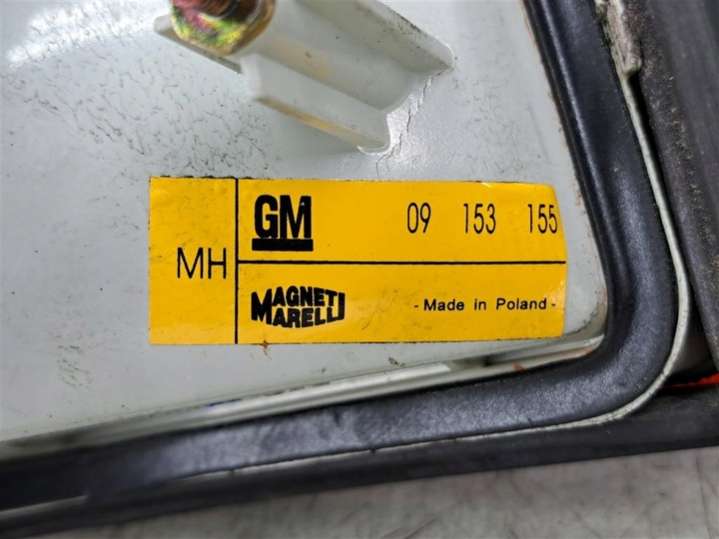 MH
GM 09 153 155
MAGNETI MARELLI
- Made in Poland -